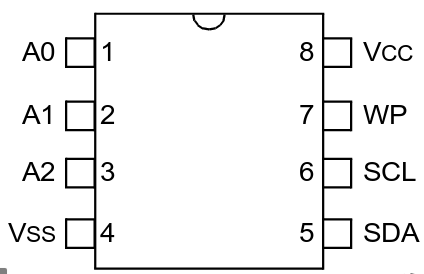 A0 1 8 VCC
A1 2 7 WP
A2 3 6 SCL
VSS 4 5 SDA